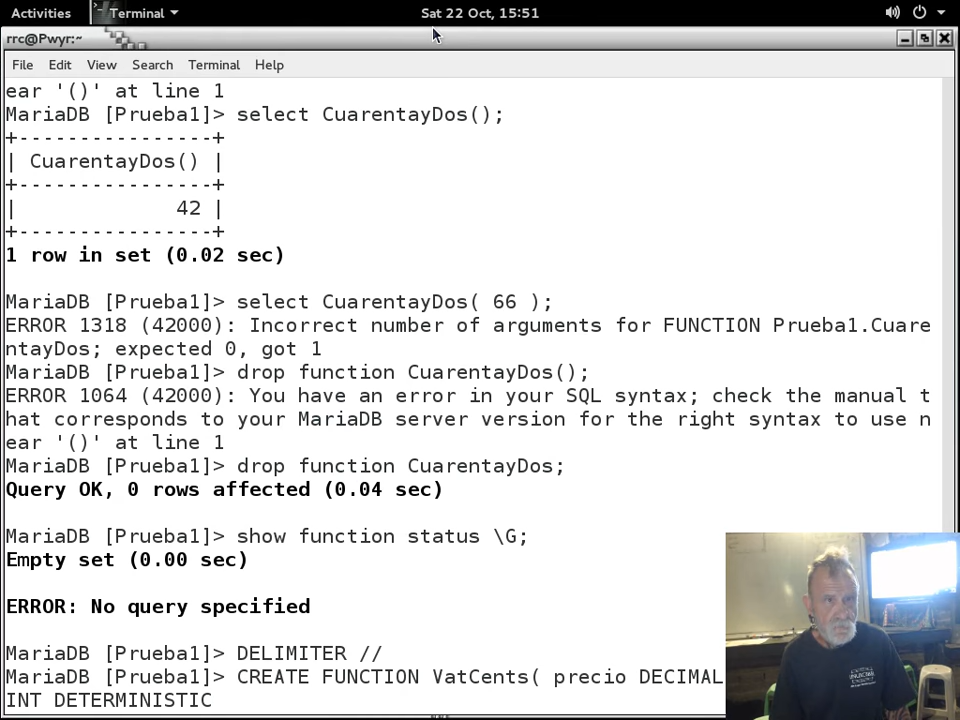 Activities Terminal Sat 22 Oct, 15:51
rrc@Pwyr:~
File Edit View Search Terminal Help
ear '()' at line 1
MariaDB [Prueba1]> select CuarentayDos();
+----------------+
| CuarentayDos() |
+----------------+
|             42 |
+----------------+
1 row in set (0.02 sec)
MariaDB [Prueba1]> select CuarentayDos( 66 );
ERROR 1318 (42000): Incorrect number of arguments for FUNCTION Prueba1.Cuare
ntayDos; expected 0, got 1
MariaDB [Prueba1]> drop function CuarentayDos();
ERROR 1064 (42000): You have an error in your SQL syntax; check the manual t
hat corresponds to your MariaDB server version for the right syntax to use n
ear '()' at line 1
MariaDB [Prueba1]> drop function CuarentayDos;
Query OK, 0 rows affected (0.04 sec)
MariaDB [Prueba1]> show function status \G;
Empty set (0.00 sec)
ERROR: No query specified
MariaDB [Prueba1]> DELIMITER //
MariaDB [Prueba1]> CREATE FUNCTION VatCents( precio DECIMAL
INT DETERMINISTIC